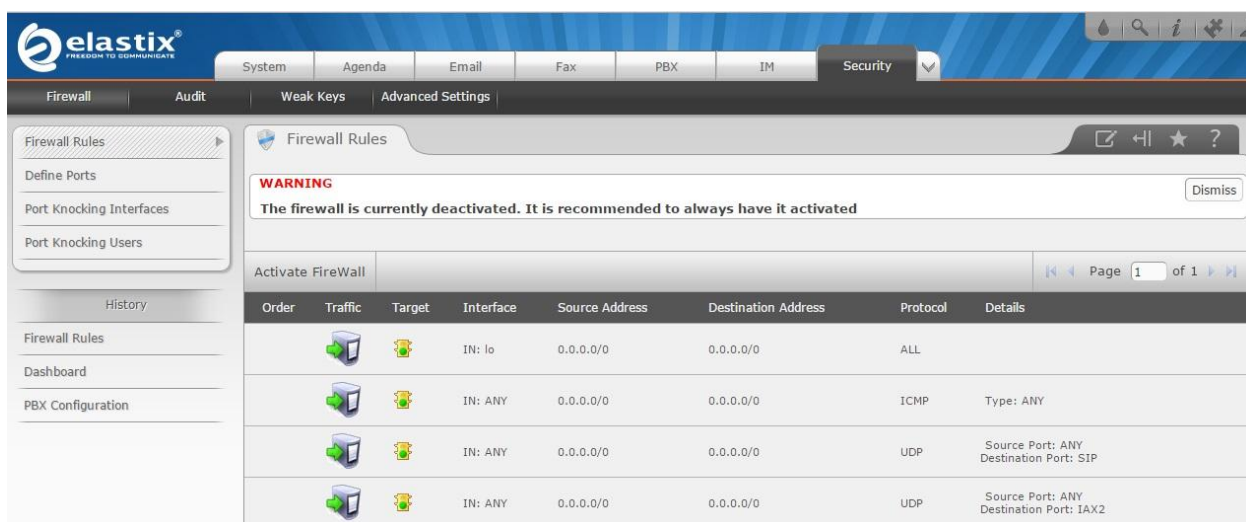 elastix®
FREEDOM TO COMMUNICATE
System Agenda Email Fax PBX IM Security
Firewall Audit Weak Keys Advanced Settings
Firewall Rules
Define Ports
Port Knocking Interfaces
Port Knocking Users
History
Firewall Rules
Dashboard
PBX Configuration
Firewall Rules
WARNING
Dismiss
The firewall is currently deactivated. It is recommended to always have it activated
Activate FireWall Page 1 of 1
Order Traffic Target Interface Source Address Destination Address Protocol Details
IN: lo 0.0.0.0/0 0.0.0.0/0 ALL
IN: ANY 0.0.0.0/0 0.0.0.0/0 ICMP Type: ANY
IN: ANY 0.0.0.0/0 0.0.0.0/0 UDP Source Port: ANY
Destination Port: SIP
IN: ANY 0.0.0.0/0 0.0.0.0/0 UDP Source Port: ANY
Destination Port: IAX2